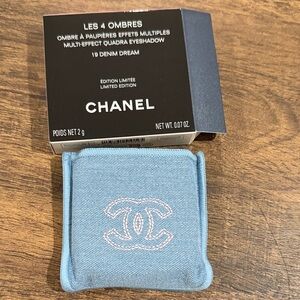 LES 4 OMBRES
OMBRE À PAUPIÈRES EFFETS MULTIPLES
MULTI-EFFECT QUADRA EYESHADOW
19 DENIM DREAM
EDITION LIMITÉE
LIMITED EDITION
CHANEL
POIDS NET 2 g NET WT. 0.07 OZ.